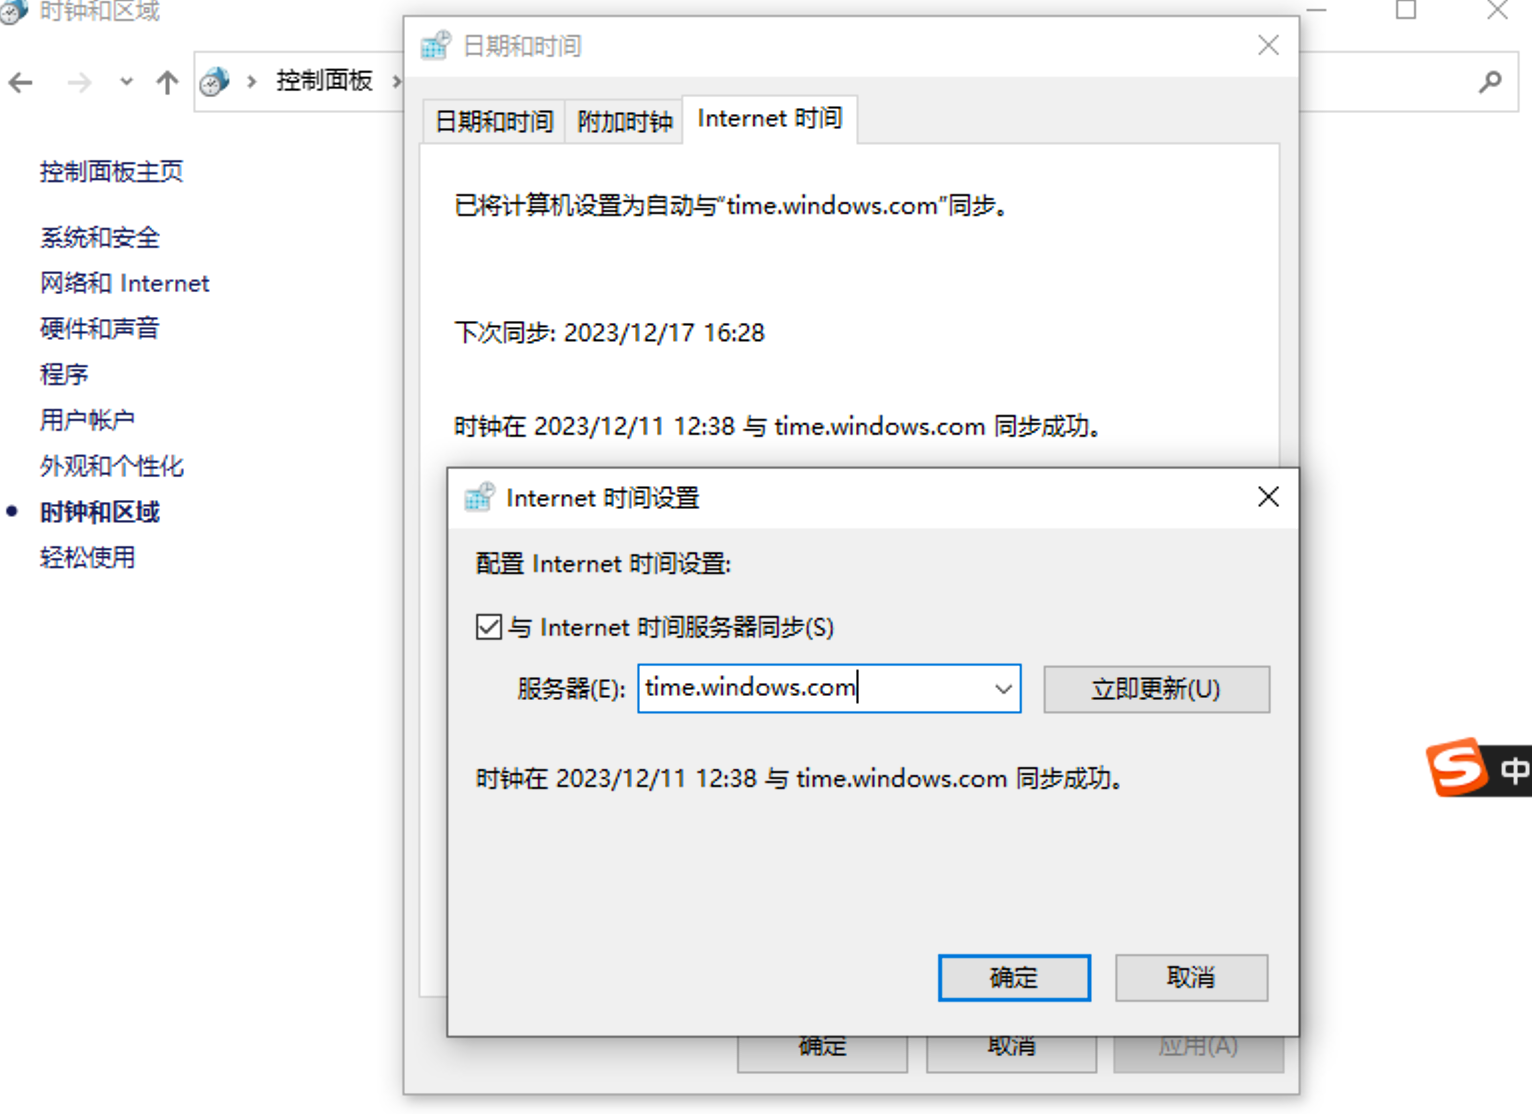 时钟和区域
控制面板
控制面板主页
系统和安全
网络和 Internet
硬件和声音
程序
用户帐户
外观和个性化
时钟和区域
轻松使用
日期和时间
日期和时间 附加时钟 Internet 时间
已将计算机设置为自动与“time.windows.com”同步。
下次同步: 2023/12/17 16:28
时钟在 2023/12/11 12:38 与 time.windows.com 同步成功。
Internet 时间设置
配置 Internet 时间设置:
与 Internet 时间服务器同步(S)
服务器(E): time.windows.com 立即更新(U)
时钟在 2023/12/11 12:38 与 time.windows.com 同步成功。
确定 取消
确定 取消 应用(A)
中